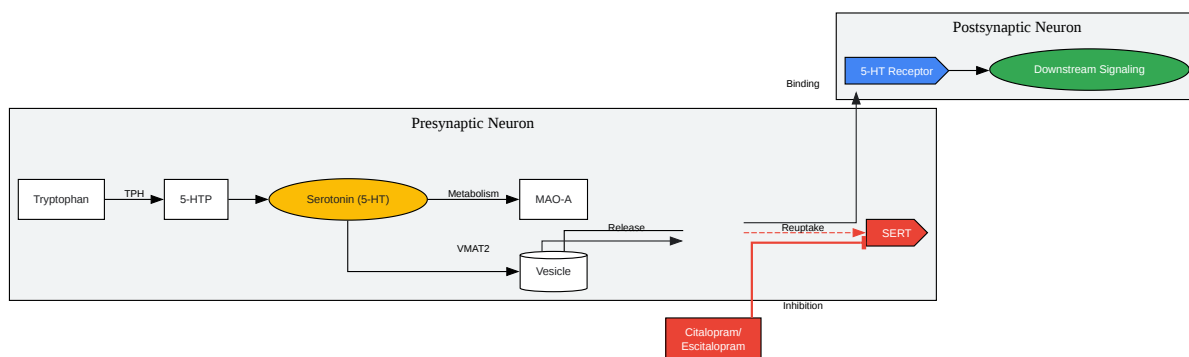 Postsynaptic Neuron
5-HT Receptor
Downstream Signaling
Binding
Presynaptic Neuron
Tryptophan
TPH
5-HTP
Serotonin (5-HT)
Metabolism
MAO-A
Release
Reuptake
SERT
VMAT2
Vesicle
Inhibition
Citalopram/
Escitalopram